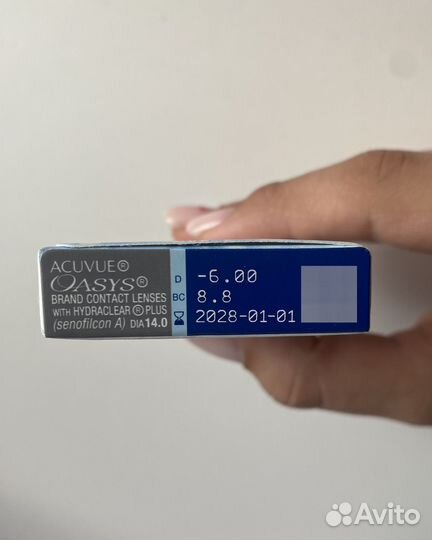 ACUVUE®
OASYS®
BRAND CONTACT LENSES
WITH HYDRACLEAR® PLUS
(senofilcon A) DIA 14.0
D -6.00
BC 8.8
2028-01-01
Avito